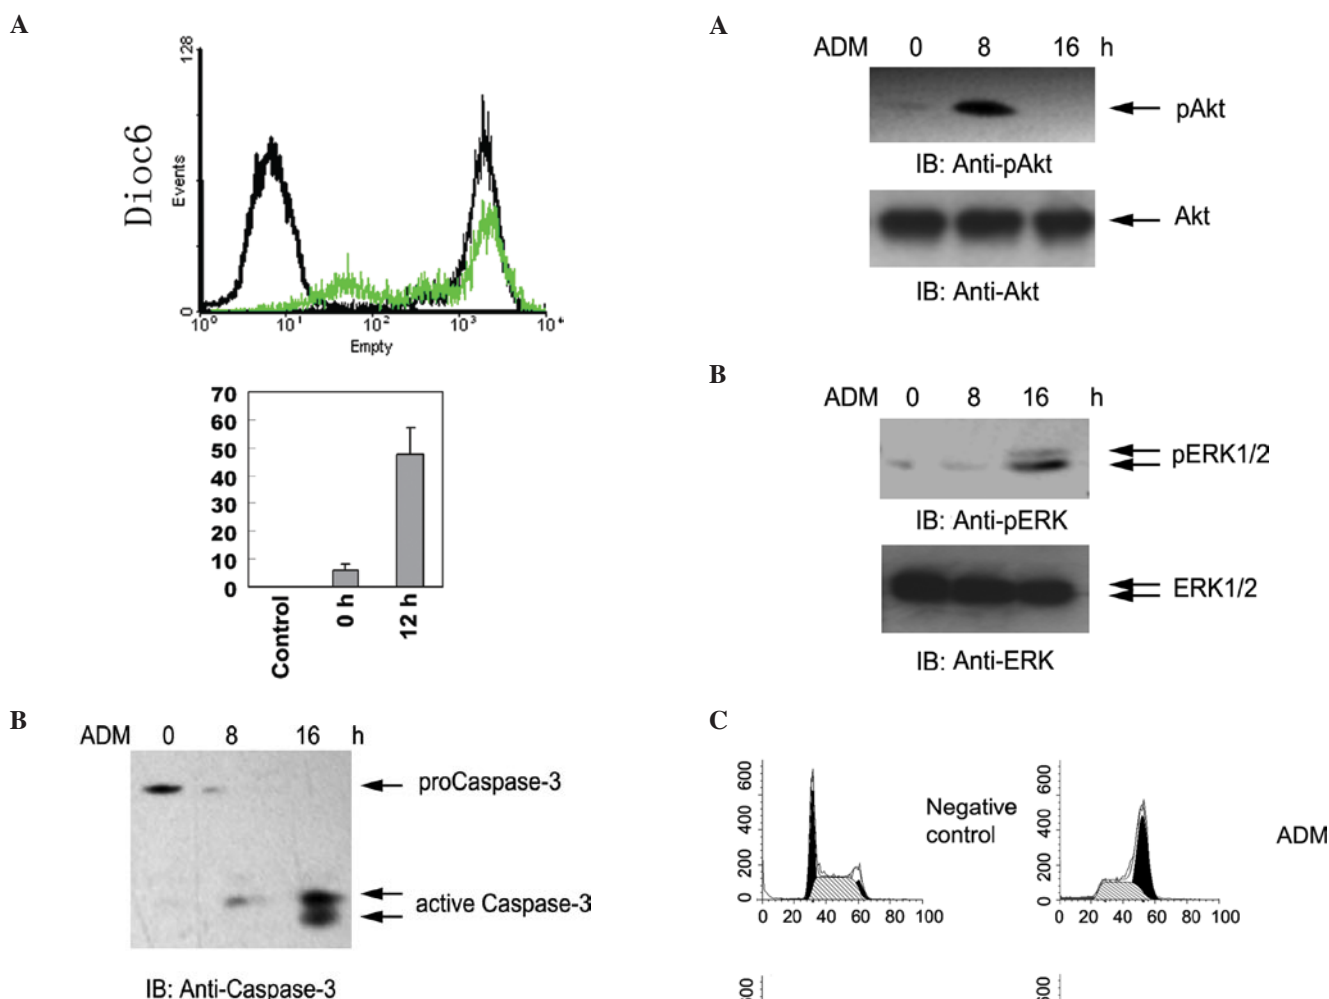 A
Dioc6
Events
128
0
10⁰ 10¹ 10² 10³ 10⁴
Empty
70
60
50
40
30
20
10
0
Control
0 h
12 h
B
ADM 0 8 16 h
proCaspase-3
active Caspase-3
IB: Anti-Caspase-3
A
ADM 0 8 16 h
pAkt
IB: Anti-pAkt
Akt
IB: Anti-Akt
B
ADM 0 8 16 h
pERK1/2
IB: Anti-pERK
ERK1/2
IB: Anti-ERK
C
600
400
200
0
0 20 40 60 80 100
Negative
control
600
400
200
0
0 20 40 60 80 100
ADM
600
600